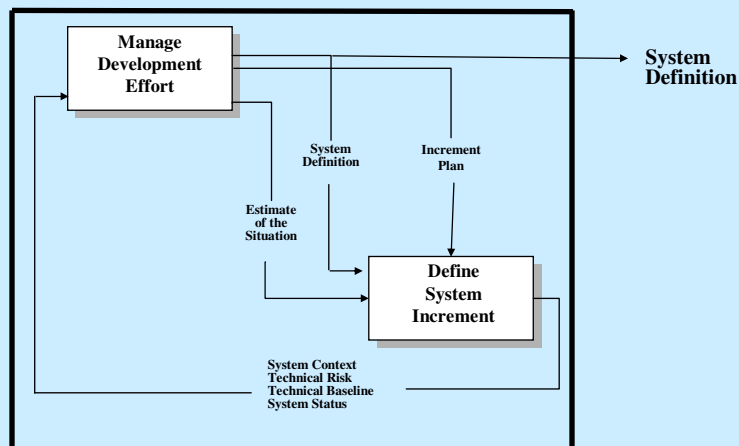 Manage
Development
Effort
System
Definition
System
Definition
Increment
Plan
Estimate
of the
Situation
Define
System
Increment
System Context
Technical Risk
Technical Baseline
System Status